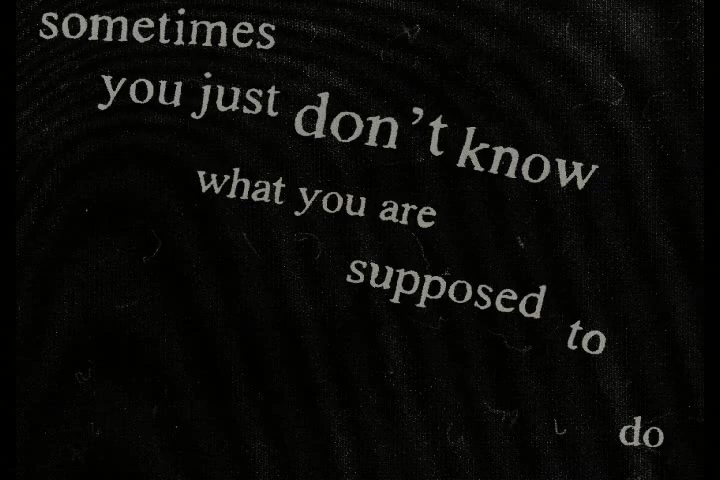 sometimes
you just don't know
what you are
supposed to
do